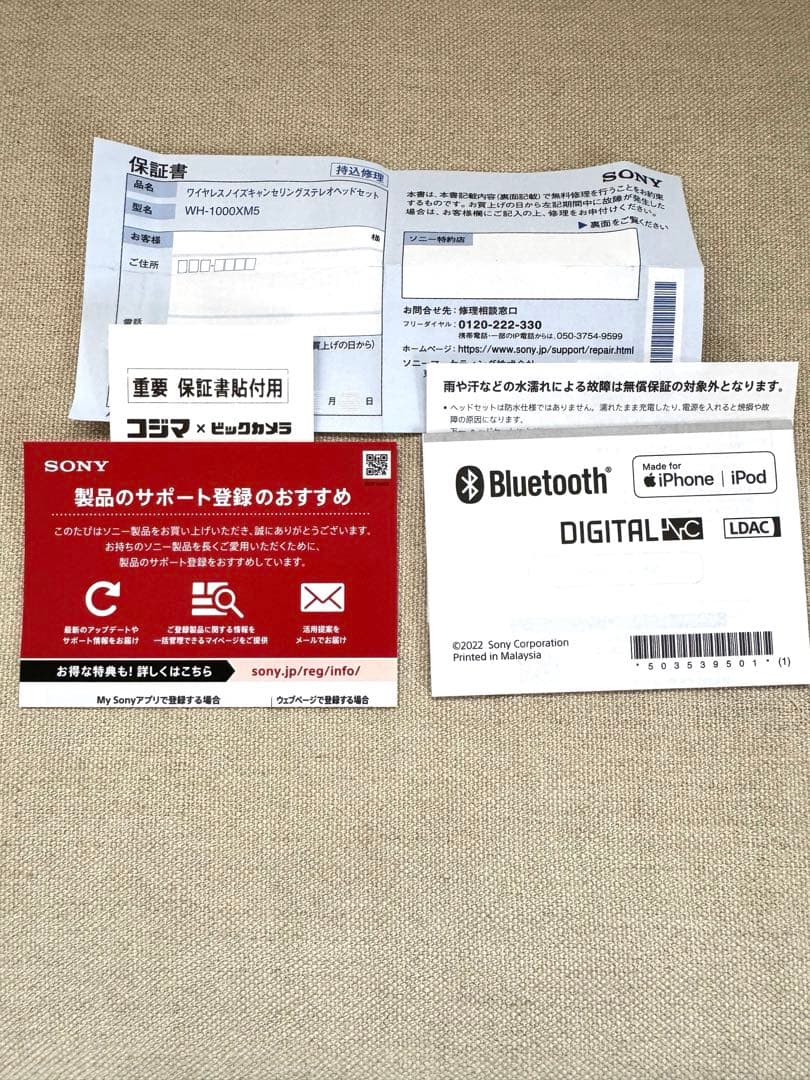 保証書
持込修理
品名
ワイヤレスノイズキャンセリングステレオヘッドセット
型名
WH-1000XM5
お客様
様
ご住所
電話
買上げの日から)
月 日
SONY
本書は、本書記載内容(裏面記載)で無料修理を行うことをお約束
するものです。お買上げの日から左記期間中に故障が発生した
場合は、お客様欄にご記入の上、修理をお申付けください。
▶裏面をご覧ください
ソニー特約店
お問合せ先：修理相談窓口
フリーダイヤル：0120-222-330
携帯電話・一部のIP電話からは、050-3754-9599
ホームページ：https://www.sony.jp/support/repair.html
ソニーマーケティング株式会社
重要 保証書貼付用
コジマ×ビックカメラ
SONY
製品のサポート登録のおすすめ
このたびはソニー製品をお買い上げいただき、誠にありがとうございます。
お持ちのソニー製品を長くご愛用いただくために、
製品のサポート登録をおすすめしています。
最新のアップデートや
サポート情報をお届け
ご登録製品に関する情報を
一括管理できるマイページをご提供
活用提案を
メールでお届け
お得な特典も! 詳しくはこちら
sony.jp/reg/info/
My Sonyアプリで登録する場合
ウェブページで登録する場合
雨や汗などの水濡れによる故障は無償保証の対象外となります。
• ヘッドセットは防水仕様ではありません。濡れたまま充電したり、電源を入れると焼損や故
障の原因になります。
Bluetooth®
Made for
iPhone | iPod
DIGITAL NC
LDAC
©2022 Sony Corporation
Printed in Malaysia
*503539501* (1)